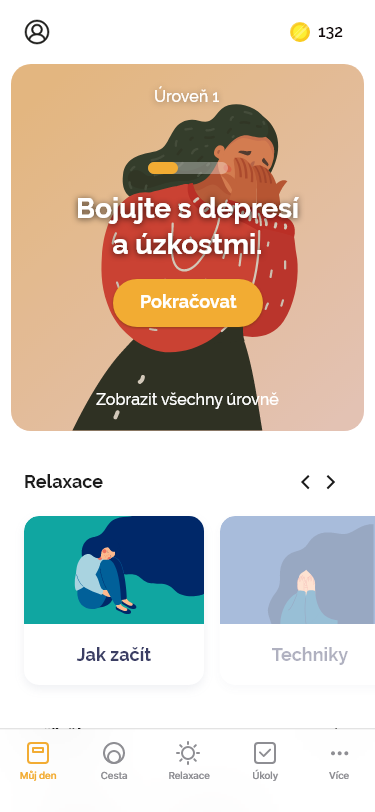 132
Úroveň 1
Bojujte s depresí
a úzkostmi.
Pokračovat
Zobrazit všechny úrovně
Relaxace
Jak začít
Techniky
Můj den
Cesta
Relaxace
Úkoly
Více